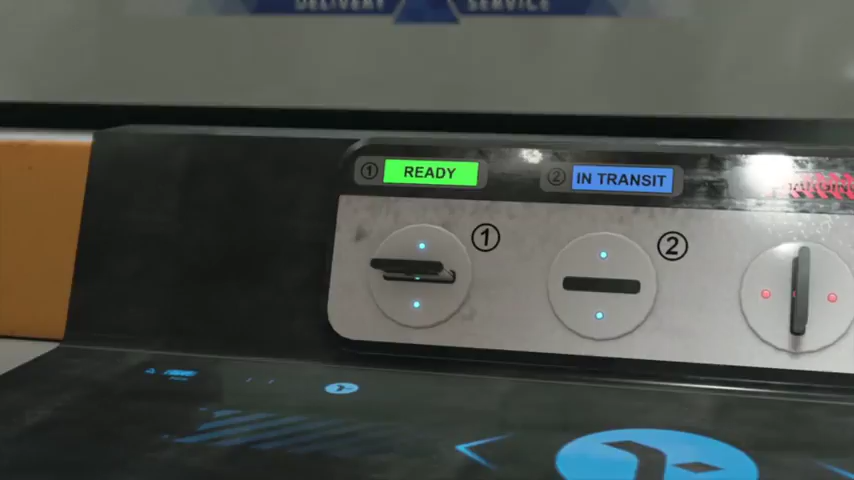 DELIVERY SERVICE
① READY
② IN TRANSIT
①
②